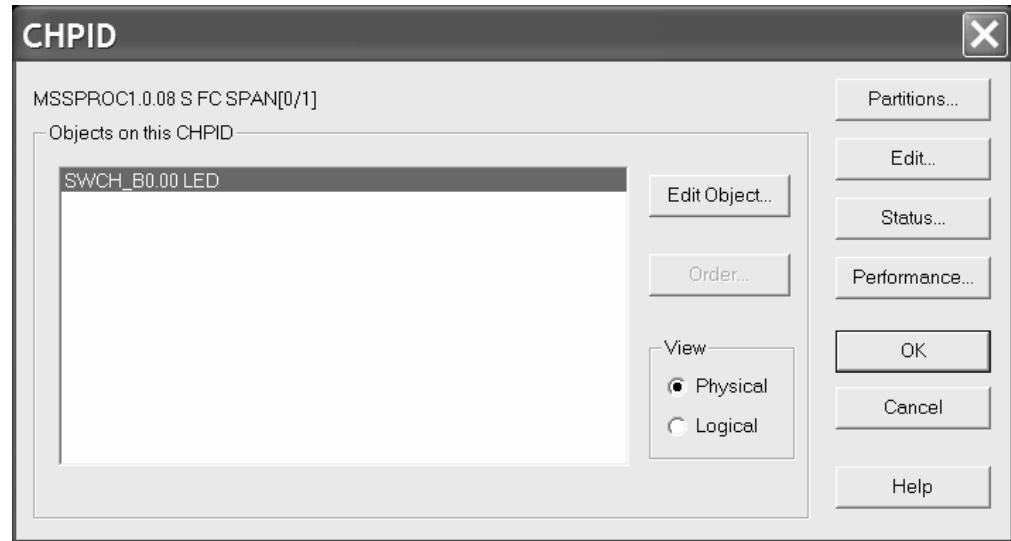 CHPID
MSSPROC1.0.08 S FC SPAN[0/1]
Objects on this CHPID
SWCH_B0.00 LED
Edit Object...
Order...
View
Physical
Logical
Partitions...
Edit...
Status...
Performance...
OK
Cancel
Help